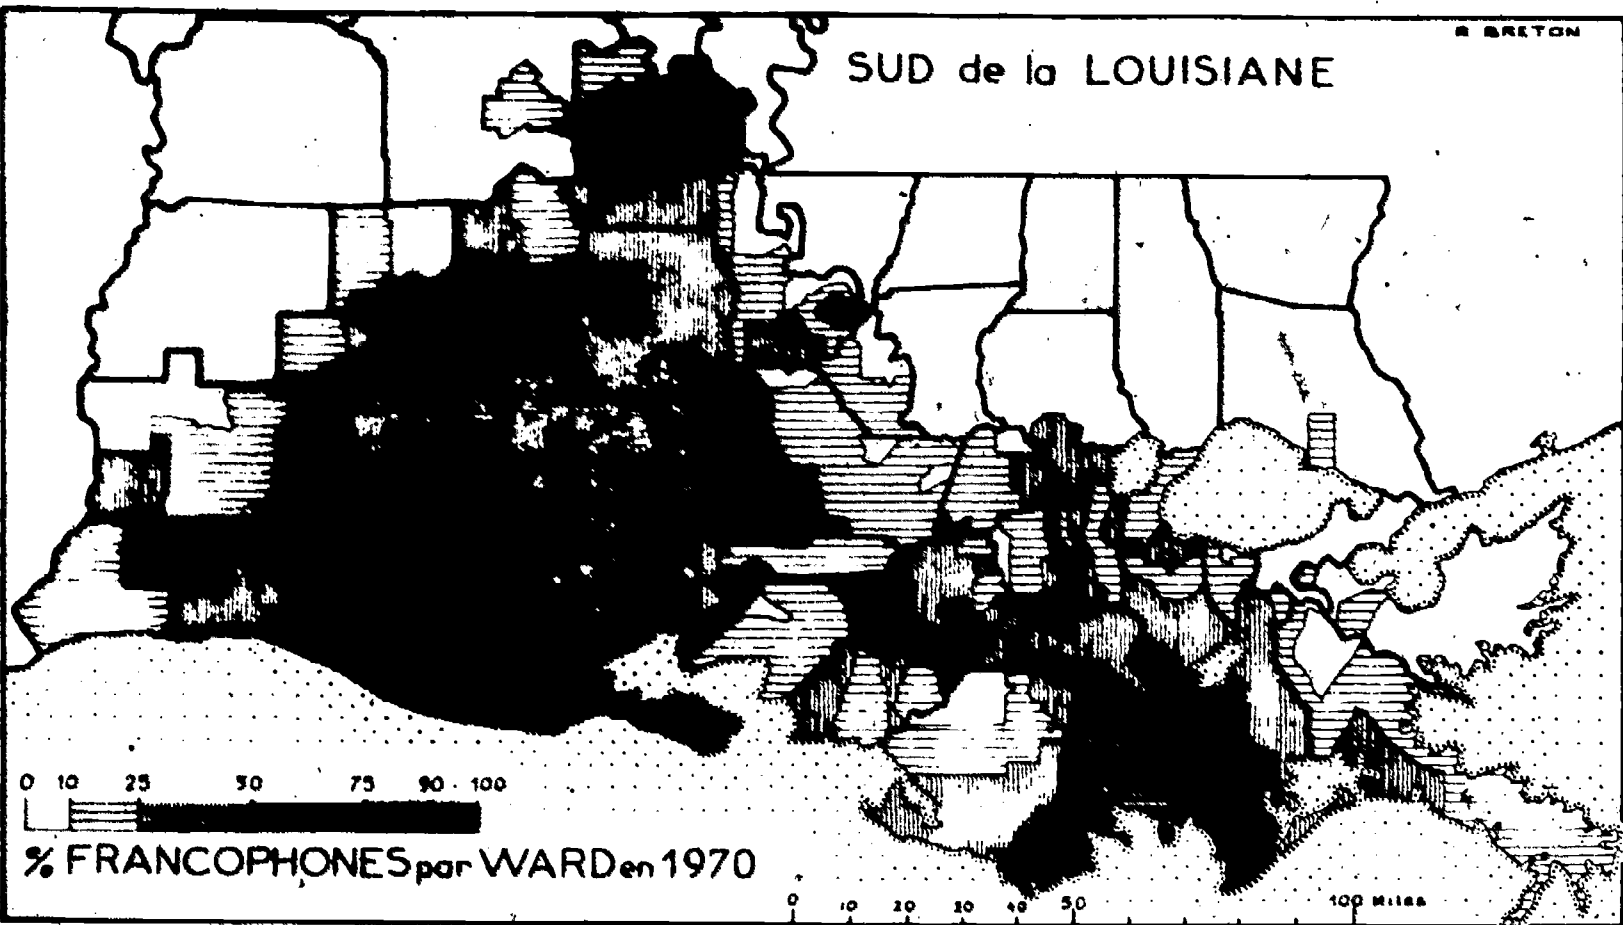 R BRETON
SUD de la LOUISIANE
0 10 25 50 75 90 100
% FRANCOPHONES par WARD en 1970
0 10 20 30 40 50 100 Miles